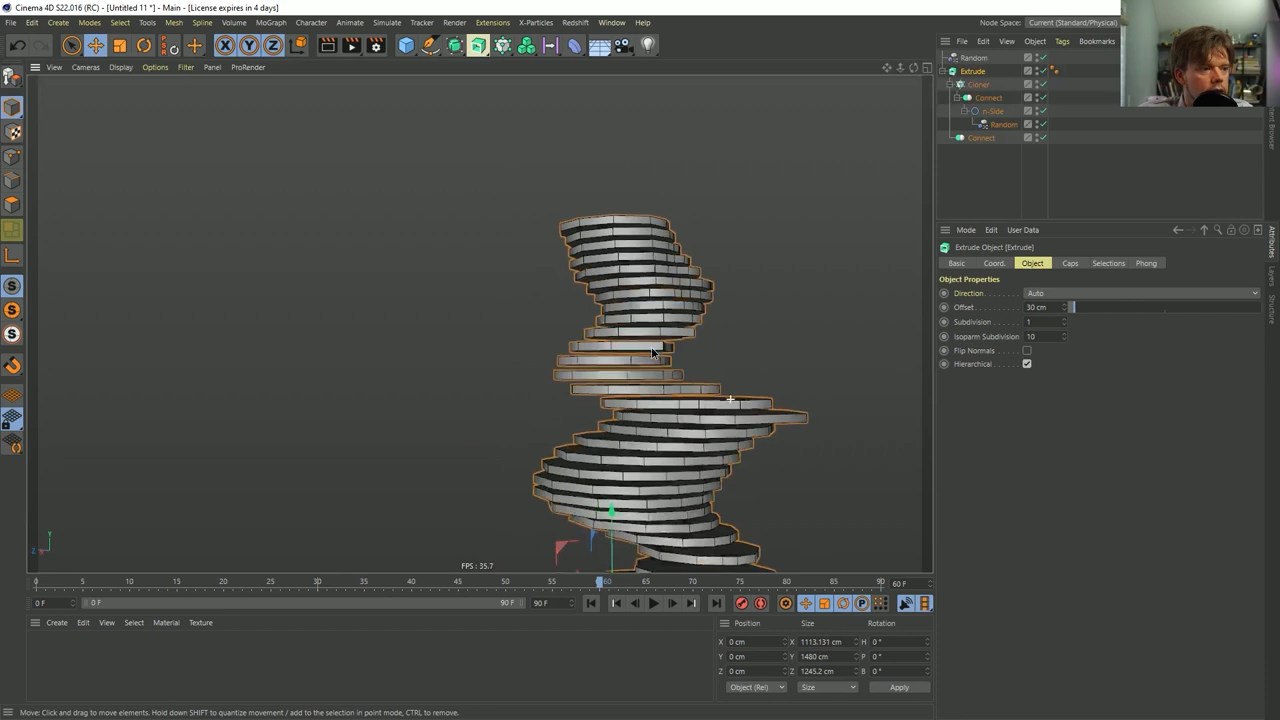 Cinema 4D S22.016 (RC) - [Untitled 11 *] - Main - [License expires in 4 days]
File Edit Create Modes Select Tools Mesh Spline Volume MoGraph Character Animate Simulate Tracker Render Extensions X-Particles Redshift Window Help
Node Space: Current (Standard/Physical)
X Y Z
File Edit View Object Tags Bookmarks
View Cameras Display Options Filter Panel ProRender
Random
Extrude
Cloner
Connect
n-Side
Random
Connect
Mode Edit User Data
Extrude Object [Extrude]
Basic Coord. Object Caps Selections Phong
Object Properties
Direction Auto
Offset 30 cm
Subdivision 1
Isoparm Subdivision 10
Flip Normals
Hierarchical
Attributes
Layers
Structure
Y
Z
FPS : 35.7
0 5 10 15 20 25 30 35 40 45 50 55 60 65 70 75 80 85 90 60 F
0 F 0 F 90 F 90 F
Create Edit View Select Material Texture
Position Size Rotation
X 0 cm X 1113.131 cm H 0 °
Y 0 cm Y 1480 cm P 0 °
Z 0 cm Z 1245.2 cm B 0 °
Object (Rel) Size Apply
Move: Click and drag to move elements. Hold down SHIFT to quantize movement / add to the selection in point mode, CTRL to remove.